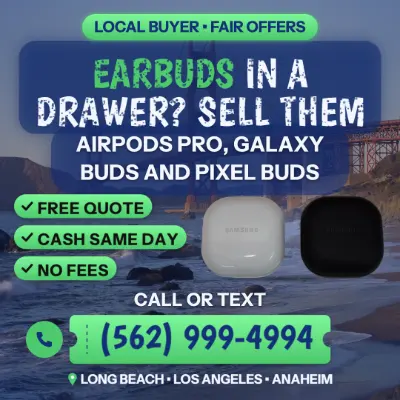 LOCAL BUYER • FAIR OFFERS
EARBUDS IN A
DRAWER? SELL THEM
AIRPODS PRO, GALAXY
BUDS AND PIXEL BUDS
FREE QUOTE
CASH SAME DAY
NO FEES
SAMSUNG
CALL OR TEXT
(562) 999-4994
LONG BEACH • LOS ANGELES • ANAHEIM